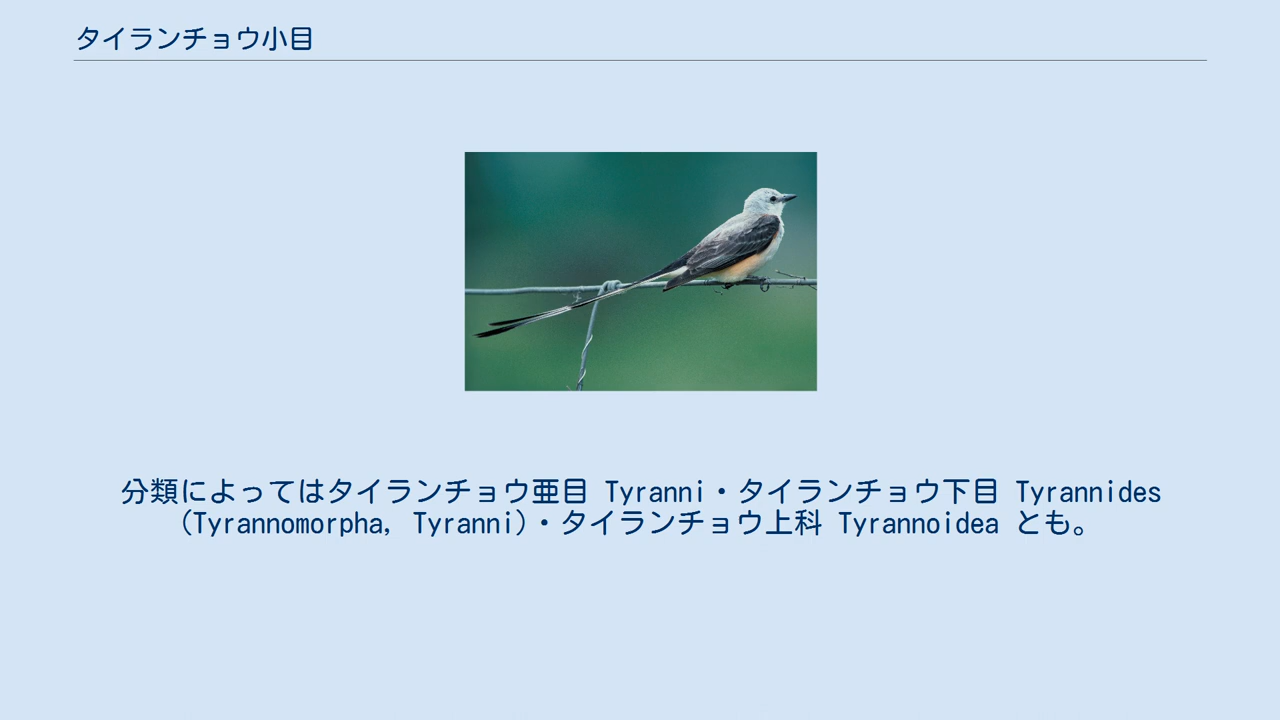 タイランチョウ小目
分類によってはタイランチョウ亜目 Tyranni・タイランチョウ下目 Tyrannides
(Tyrannomorpha, Tyranni)・タイランチョウ上科 Tyrannoidea とも。